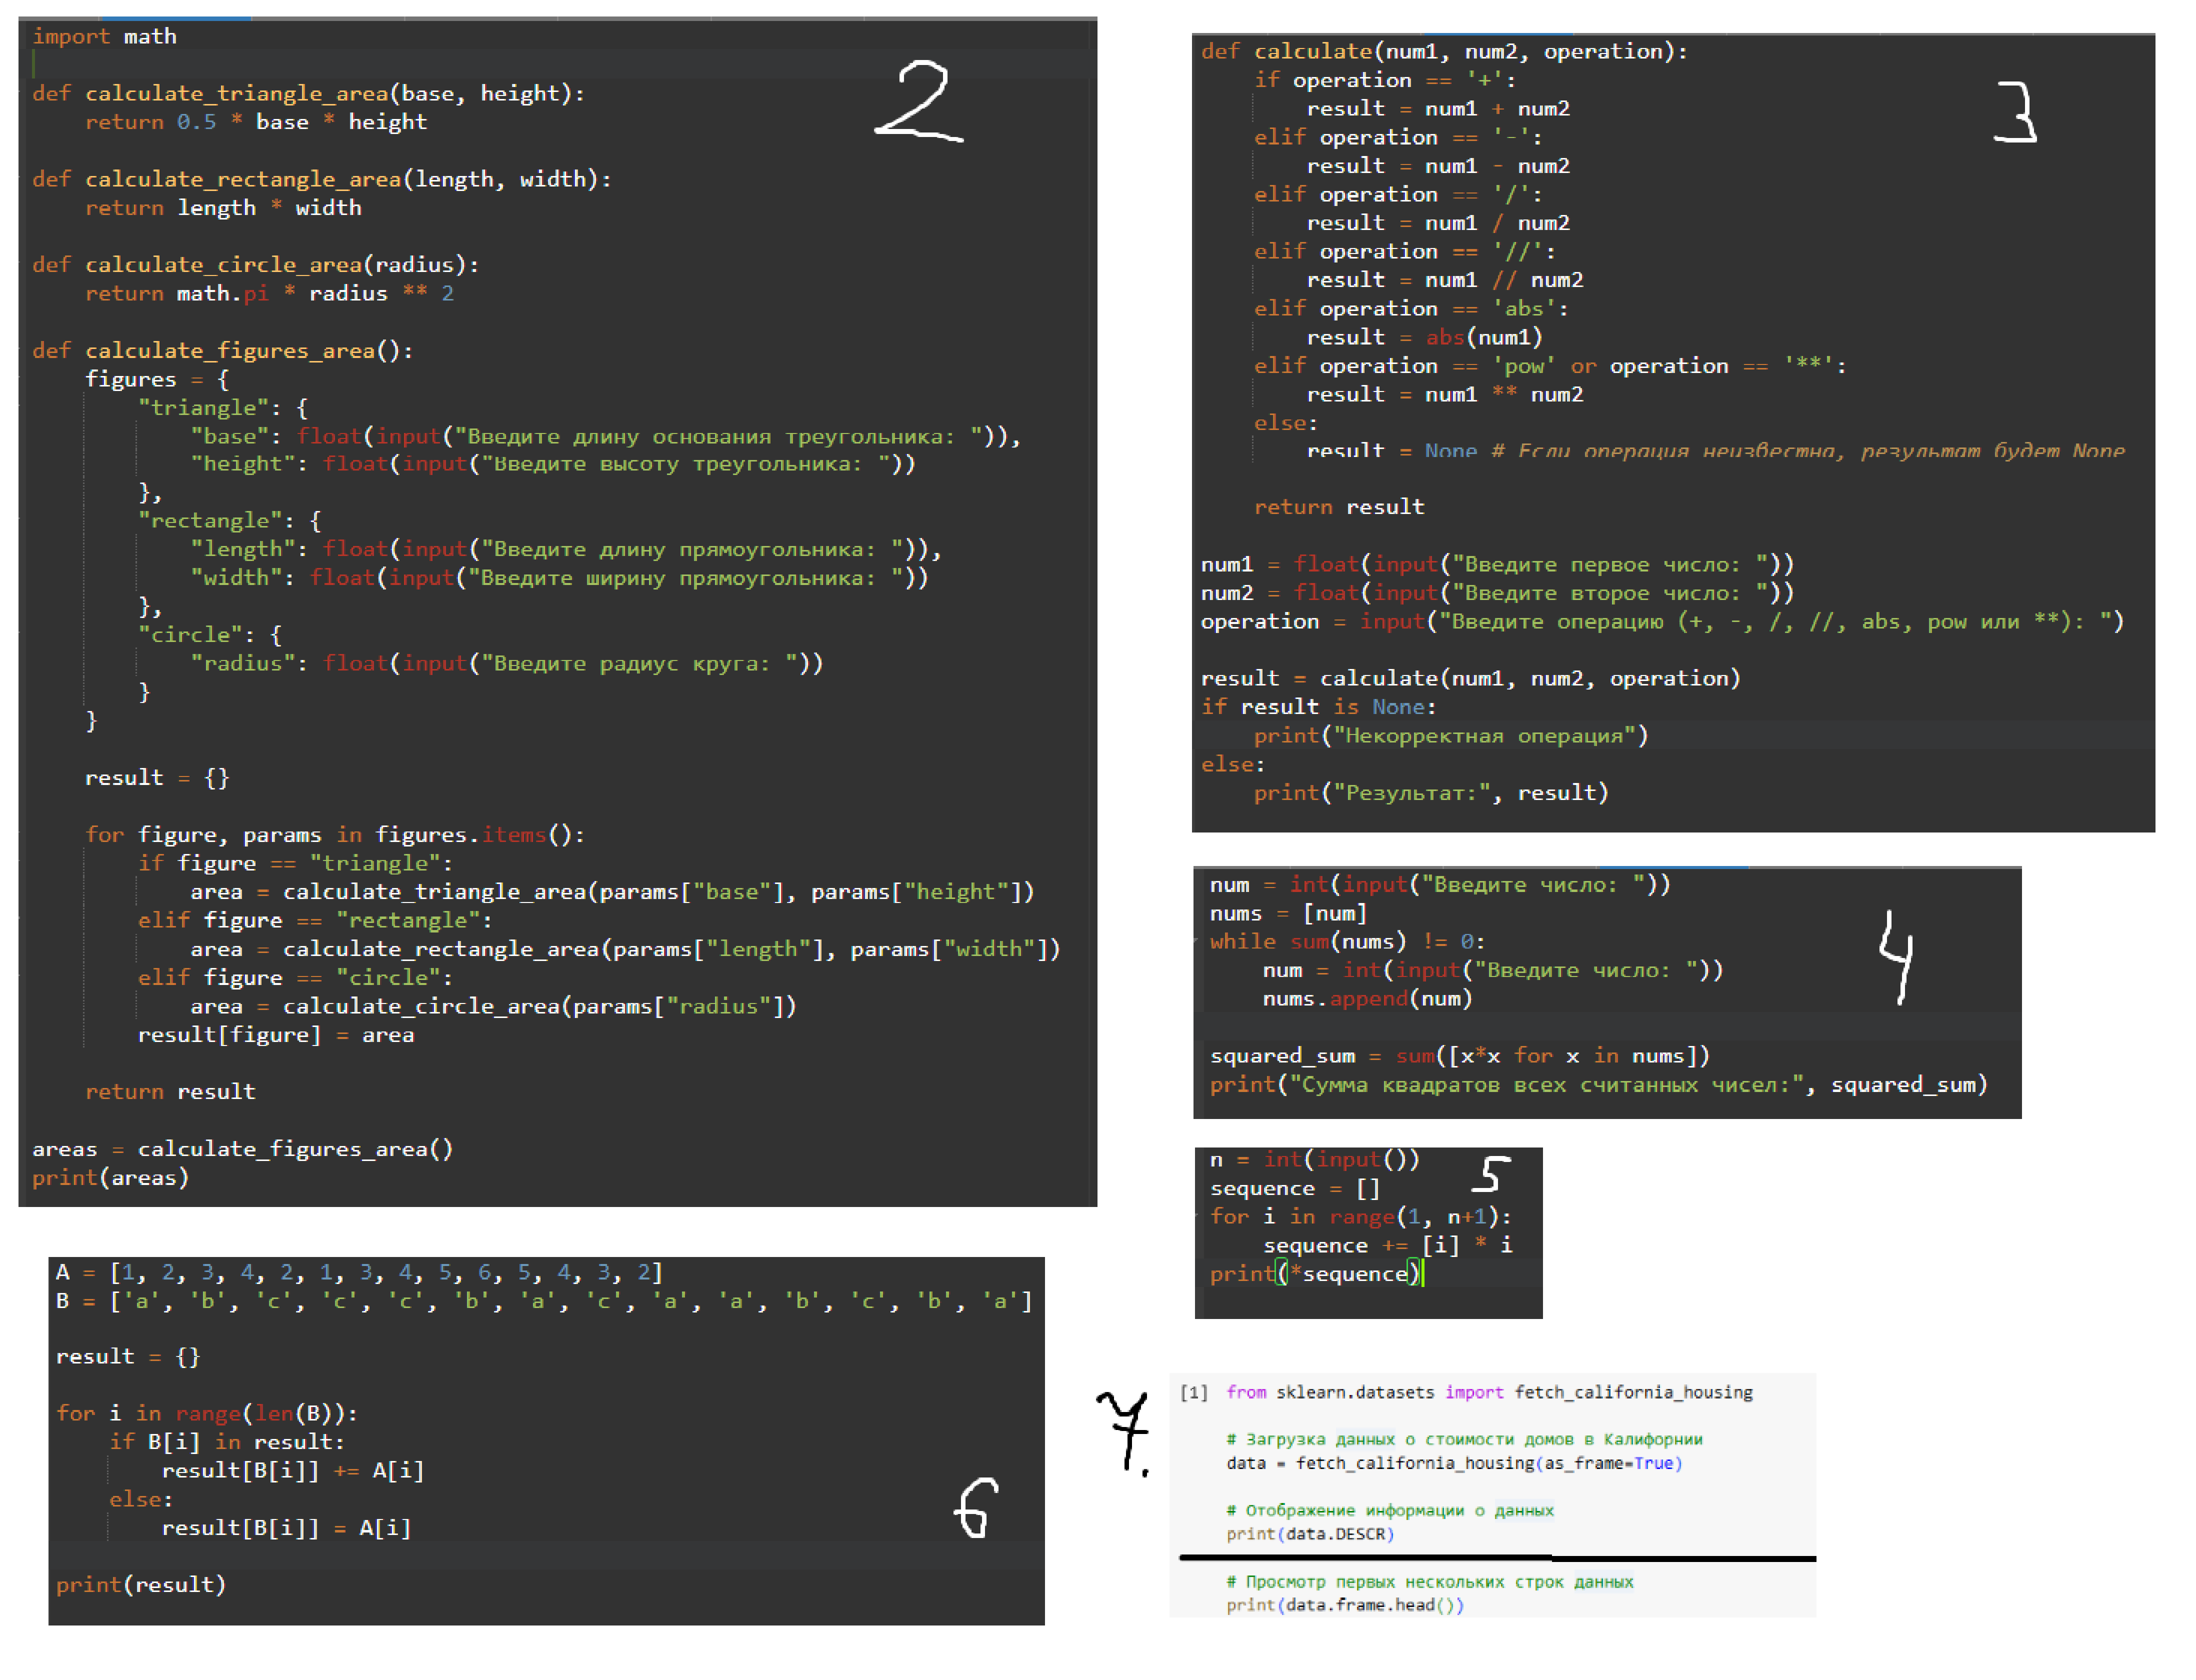 import math
2
def calculate_triangle_area(base, height):
    return 0.5 * base * height
def calculate_rectangle_area(length, width):
    return length * width
def calculate_circle_area(radius):
    return math.pi * radius ** 2
def calculate_figures_area():
    figures = {
        "triangle": {
            "base": float(input("Введите длину основания треугольника: ")),
            "height": float(input("Введите высоту треугольника: "))
        },
        "rectangle": {
            "length": float(input("Введите длину прямоугольника: ")),
            "width": float(input("Введите ширину прямоугольника: "))
        },
        "circle": {
            "radius": float(input("Введите радиус круга: "))
        }
    }
    result = {}
    for figure, params in figures.items():
        if figure == "triangle":
            area = calculate_triangle_area(params["base"], params["height"])
        elif figure == "rectangle":
            area = calculate_rectangle_area(params["length"], params["width"])
        elif figure == "circle":
            area = calculate_circle_area(params["radius"])
        result[figure] = area
    return result
areas = calculate_figures_area()
print(areas)
def calculate(num1, num2, operation):
    if operation == '+':
        result = num1 + num2
3
    elif operation == '-':
        result = num1 - num2
    elif operation == '/':
        result = num1 / num2
    elif operation == '//':
        result = num1 // num2
    elif operation == 'abs':
        result = abs(num1)
    elif operation == 'pow' or operation == '**':
        result = num1 ** num2
    else:
        result = None # Если операция неизвестна, результат будет None
    return result
num1 = float(input("Введите первое число: "))
num2 = float(input("Введите второе число: "))
operation = input("Введите операцию (+, -, /, //, abs, pow или **): ")
result = calculate(num1, num2, operation)
if result is None:
    print("Некорректная операция")
else:
    print("Результат:", result)
num = int(input("Введите число: "))
nums = [num]
while sum(nums) != 0:
4
    num = int(input("Введите число: "))
    nums.append(num)
squared_sum = sum([x*x for x in nums])
print("Сумма квадратов всех считанных чисел:", squared_sum)
n = int(input())
5
sequence = []
for i in range(1, n+1):
    sequence += [i] * i
print(*sequence)
A = [1, 2, 3, 4, 2, 1, 3, 4, 5, 6, 5, 4, 3, 2]
B = ['a', 'b', 'c', 'c', 'c', 'b', 'a', 'c', 'a', 'a', 'b', 'c', 'b', 'a']
result = {}
for i in range(len(B)):
    if B[i] in result:
        result[B[i]] += A[i]
    else:
6
        result[B[i]] = A[i]
print(result)
7.
[1] from sklearn.datasets import fetch_california_housing
# Загрузка данных о стоимости домов в Калифорнии
data = fetch_california_housing(as_frame=True)
# Отображение информации о данных
print(data.DESCR)
# Просмотр первых нескольких строк данных
print(data.frame.head())